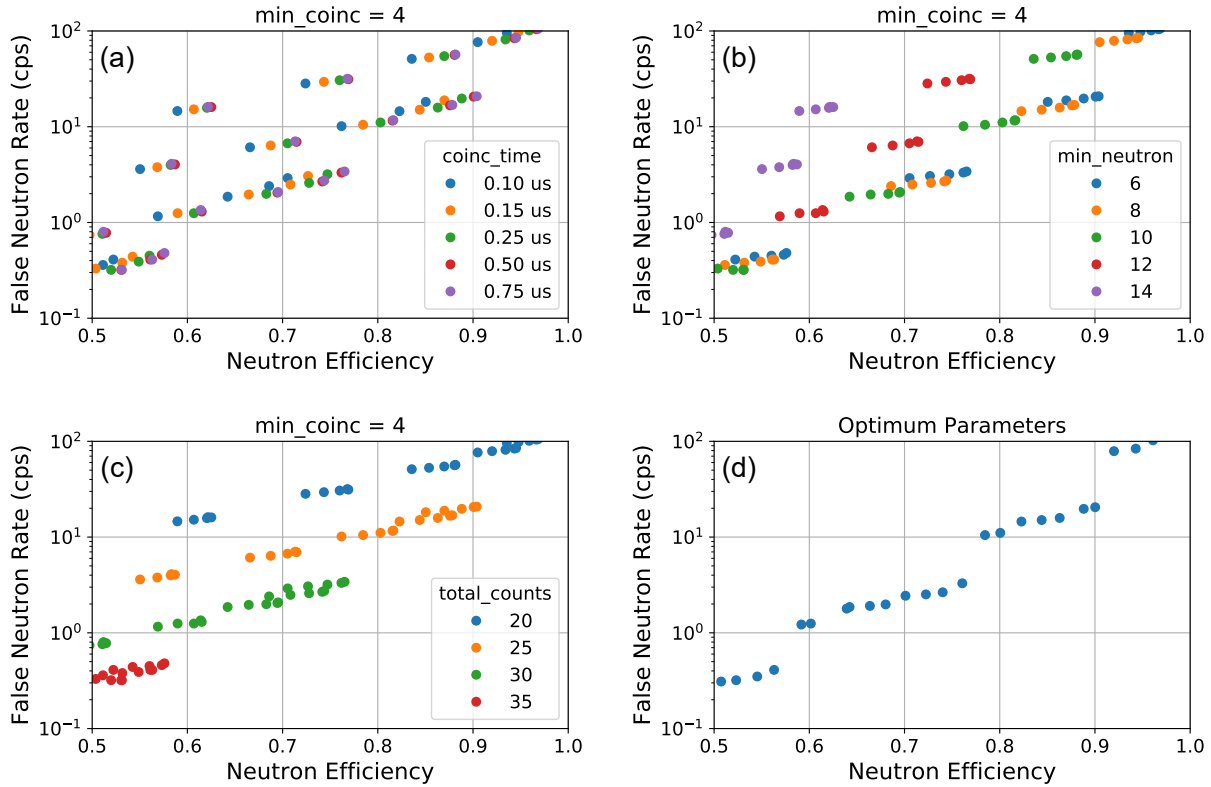 min_coinc = 4
(a)
False Neutron Rate (cps)
10²
10¹
10⁰
10⁻¹
coinc_time
0.10 us
0.15 us
0.25 us
0.50 us
0.75 us
0.5 0.6 0.7 0.8 0.9 1.0
Neutron Efficiency
min_coinc = 4
(b)
False Neutron Rate (cps)
10²
10¹
10⁰
10⁻¹
min_neutron
6
8
10
12
14
0.5 0.6 0.7 0.8 0.9 1.0
Neutron Efficiency
min_coinc = 4
(c)
False Neutron Rate (cps)
10²
10¹
10⁰
10⁻¹
total_counts
20
25
30
35
0.5 0.6 0.7 0.8 0.9 1.0
Neutron Efficiency
Optimum Parameters
(d)
False Neutron Rate (cps)
10²
10¹
10⁰
10⁻¹
0.5 0.6 0.7 0.8 0.9 1.0
Neutron Efficiency